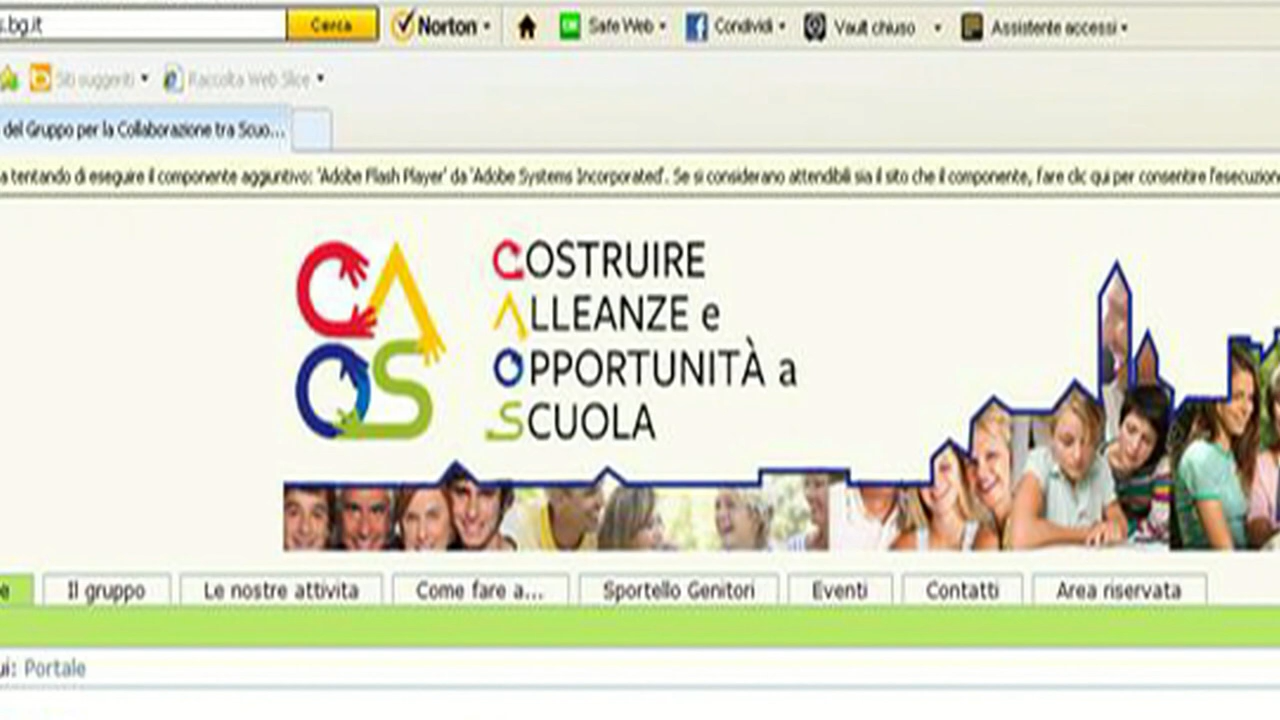 s.bg.it Cerca Norton Safe Web Condividi Vault chiuso Assistente accessi
Siti suggeriti Raccolta Web Slice
del Gruppo per la Collaborazione tra Scuo...
a tentando di eseguire il componente aggiuntivo: 'Adobe Flash Player' da 'Adobe Systems Incorporated'. Se si considerano attendibili sia il sito che il componente, fare clic qui per consentire l'esecuzione
CAOS
COSTRUIRE
ALLEANZE e
OPPORTUNITÀ a
SCUOLA
e Il gruppo Le nostre attivita Come fare a... Sportello Genitori Eventi Contatti Area riservata
ui: Portale